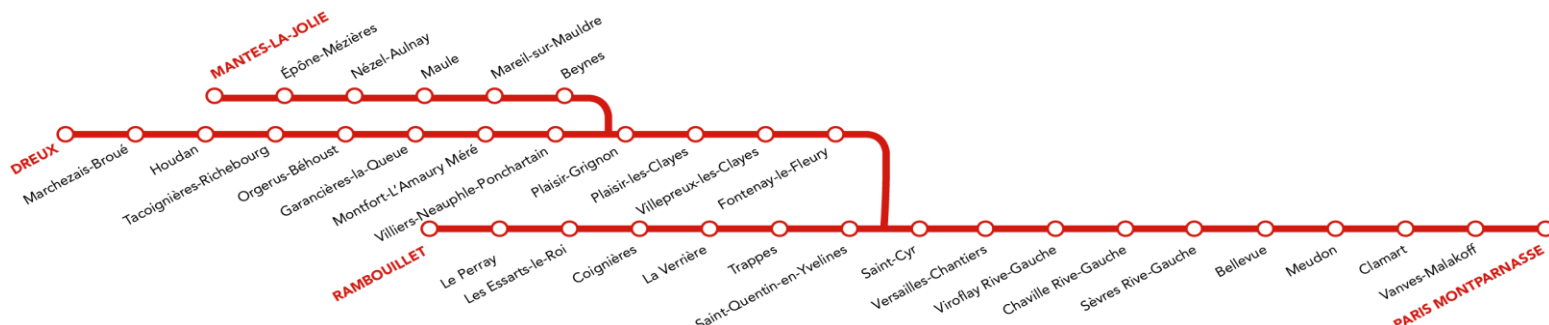 MANTES-LA-JOLIE
Épône-Mézières
Nézel-Aulnay
Maule
Mareil-sur-Mauldre
Beynes
DREUX
Marchezais-Broué
Houdan
Tacoignières-Richebourg
Orgerus-Béhoust
Garancières-la-Queue
Montfort-L'Amaury Méré
Villiers-Neauphle-Ponchartain
Plaisir-Grignon
Plaisir-les-Clayes
Villepreux-les-Clayes
Fontenay-le-Fleury
RAMBOUILLET
Le Perray
Les Essarts-le-Roi
Coignières
La Verrière
Trappes
Saint-Quentin-en-Yvelines
Saint-Cyr
Versailles-Chantiers
Viroflay Rive-Gauche
Chaville Rive-Gauche
Sèvres Rive-Gauche
Bellevue
Meudon
Clamart
Vanves-Malakoff
PARIS MONTPARNASSE